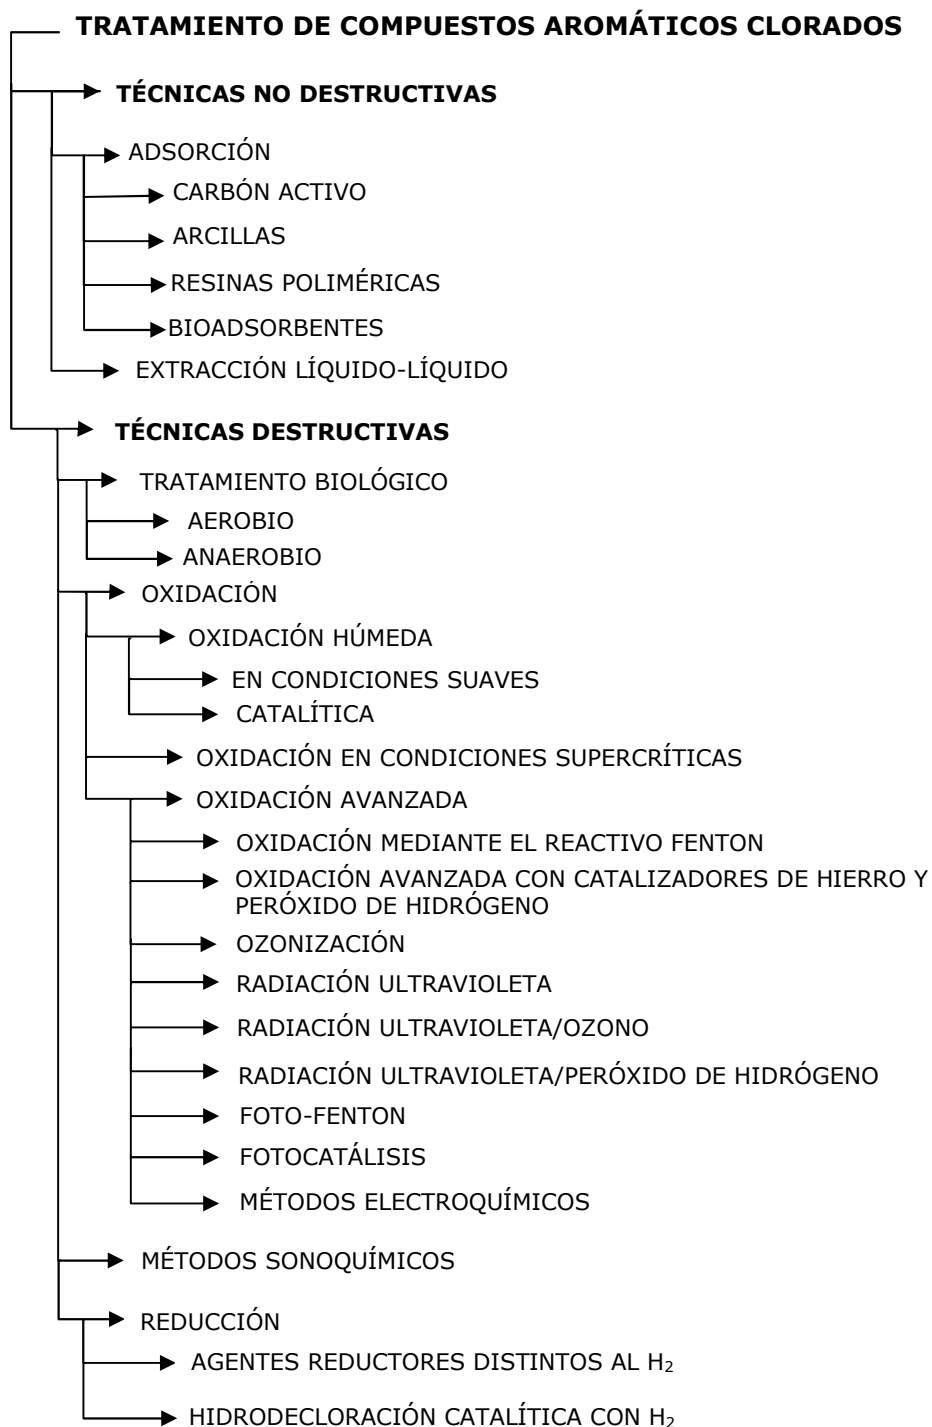 TRATAMIENTO DE COMPUESTOS AROMÁTICOS CLORADOS
TÉCNICAS NO DESTRUCTIVAS
ADSORCIÓN
CARBÓN ACTIVO
ARCILLAS
RESINAS POLIMÉRICAS
BIOADSORBENTES
EXTRACCIÓN LÍQUIDO-LÍQUIDO
TÉCNICAS DESTRUCTIVAS
TRATAMIENTO BIOLÓGICO
AEROBIO
ANAEROBIO
OXIDACIÓN
OXIDACIÓN HÚMEDA
EN CONDICIONES SUAVES
CATALÍTICA
OXIDACIÓN EN CONDICIONES SUPERCRÍTICAS
OXIDACIÓN AVANZADA
OXIDACIÓN MEDIANTE EL REACTIVO FENTON
OXIDACIÓN AVANZADA CON CATALIZADORES DE HIERRO Y
PERÓXIDO DE HIDRÓGENO
OZONIZACIÓN
RADIACIÓN ULTRAVIOLETA
RADIACIÓN ULTRAVIOLETA/OZONO
RADIACIÓN ULTRAVIOLETA/PERÓXIDO DE HIDRÓGENO
FOTO-FENTON
FOTOCATÁLISIS
MÉTODOS ELECTROQUÍMICOS
MÉTODOS SONOQUÍMICOS
REDUCCIÓN
AGENTES REDUCTORES DISTINTOS AL H₂
HIDRODECLORACIÓN CATALÍTICA CON H₂